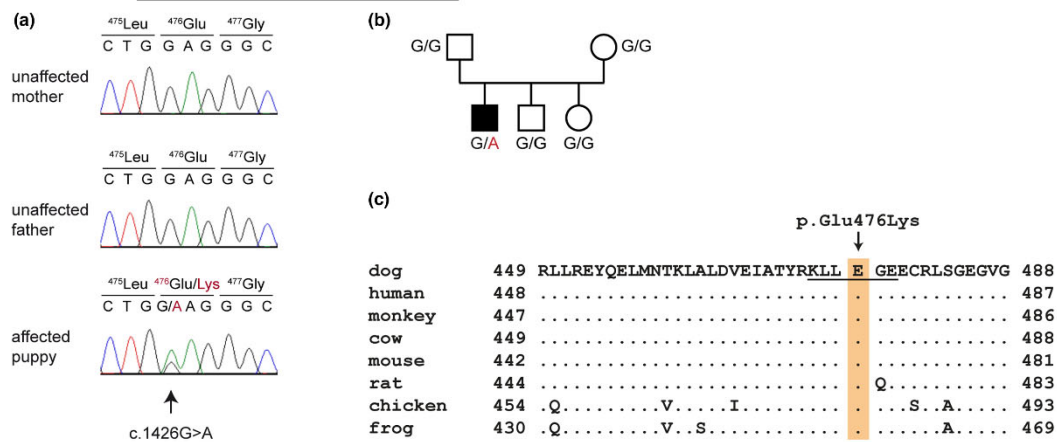 (a)
475Leu 476Glu 477Gly
C T G G A G G G C
unaffected
mother
475Leu 476Glu 477Gly
C T G G A G G G C
unaffected
father
475Leu 476Glu/Lys 477Gly
C T G G/A A G G G C
affected
puppy
c.1426G>A
(b)
G/G G/G
G/A G/G G/G
(c)
p.Glu476Lys
dog 449 RLLREYQELMNTKLALDVEIATYRKLL E GEECRLSGEGVG 488
human 448 ........................... . ............ 487
monkey 447 ........................... . ............ 486
cow 449 ........................... . ............ 488
mouse 442 ........................... . ............ 481
rat 444 ........................... . Q........... 483
chicken 454 .Q.........V.....I......... . ....C..A.... 493
frog 430 .Q.........V..S............ . .......A.... 469